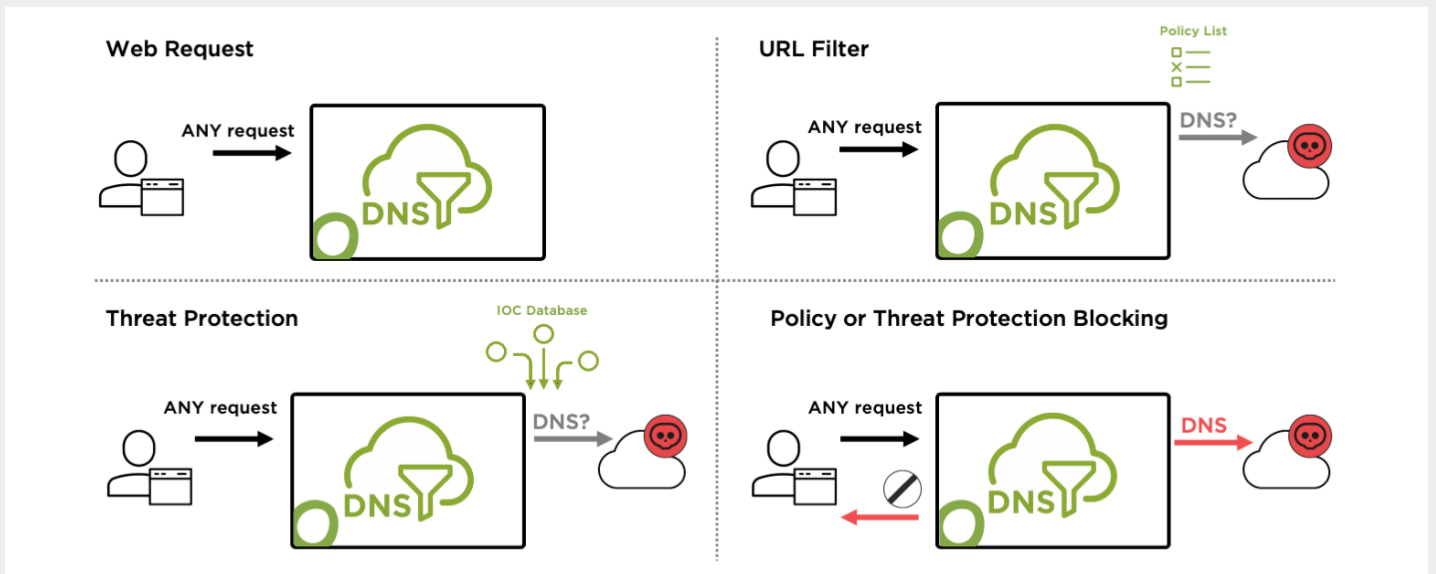 Web Request
ANY request
DNS
URL Filter
Policy List
ANY request
DNS?
DNS
Threat Protection
IOC Database
ANY request
DNS?
DNS
Policy or Threat Protection Blocking
ANY request
DNS
DNS